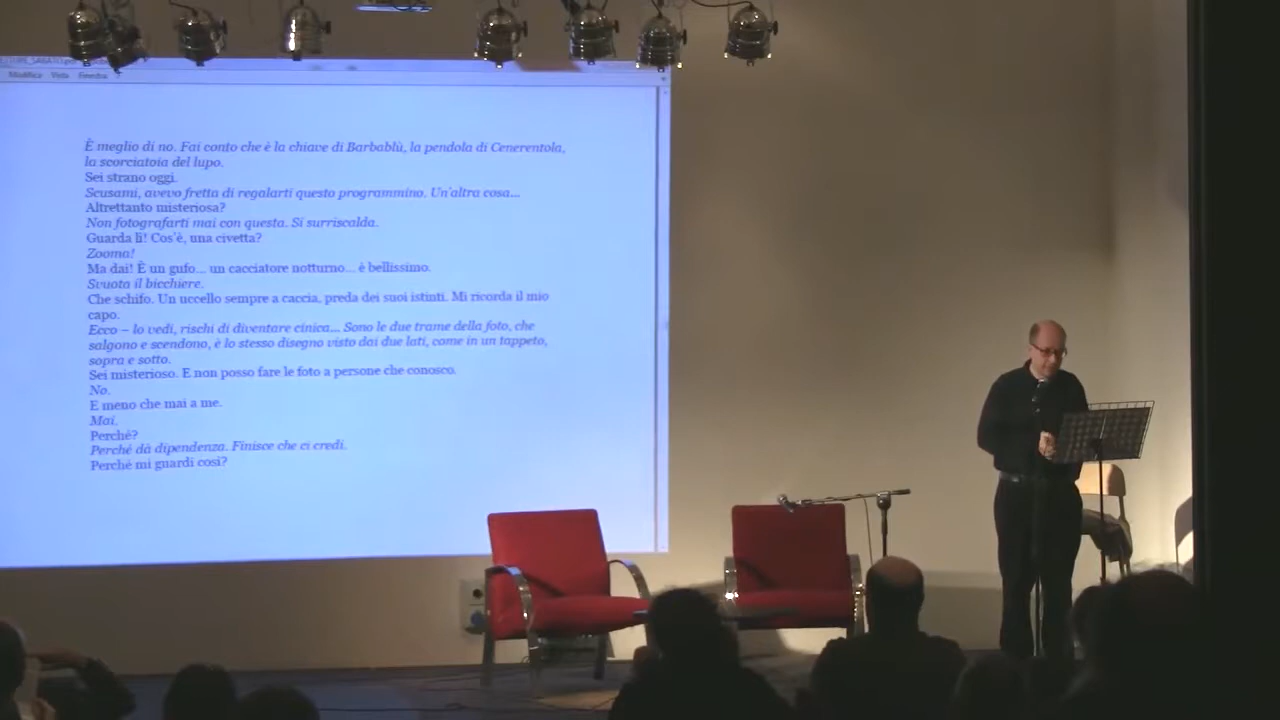 Modifica Vista Finestra ?
È meglio di no. Fai conto che è la chiave di Barbablù, la pendola di Cenerentola,
la scorciatoia del lupo.
Sei strano oggi.
Scusami, avevo fretta di regalarti questo programmino. Un'altra cosa...
Altrettanto misteriosa?
Non fotografarti mai con questa. Si surriscalda.
Guarda lì! Cos'è, una civetta?
Zooma!
Ma dai! È un gufo... un cacciatore notturno... è bellissimo.
Svuota il bicchiere.
Che schifo. Un uccello sempre a caccia, preda dei suoi istinti. Mi ricorda il mio
capo.
Ecco – lo vedi, rischi di diventare cinica... Sono le due trame della foto, che
salgono e scendono, è lo stesso disegno visto dai due lati, come in un tappeto,
sopra e sotto.
Sei misterioso. E non posso fare le foto a persone che conosco.
No.
E meno che mai a me.
Mai.
Perché?
Perché dà dipendenza. Finisce che ci credi.
Perché mi guardi così?